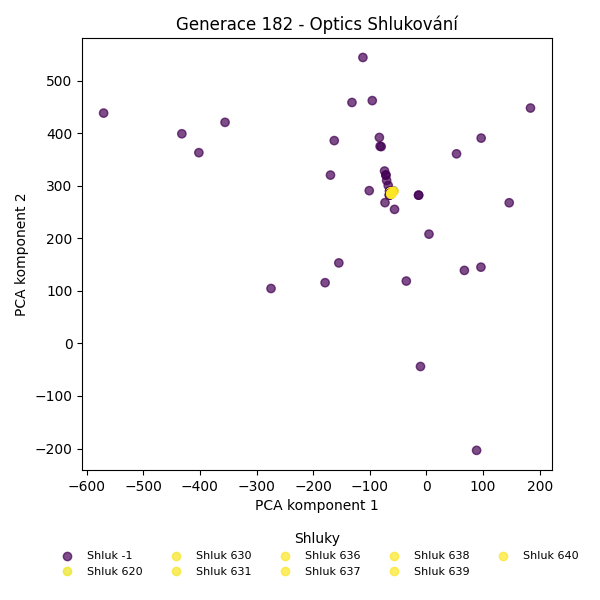 Generace 182 - Optics Shlukování
500
400
300
200
100
0
−100
−200
PCA komponent 2
−600 −500 −400 −300 −200 −100 0 100 200
PCA komponent 1
Shluky
Shluk -1 Shluk 630 Shluk 636 Shluk 638 Shluk 640
Shluk 620 Shluk 631 Shluk 637 Shluk 639